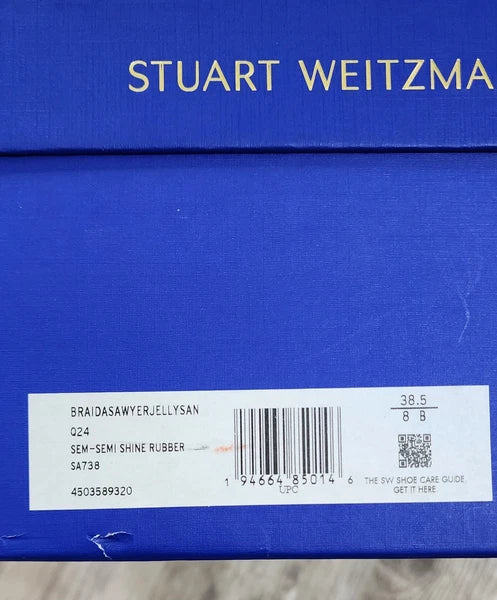 STUART WEITZMA
BRAIDASAWYERJELLYSAN
Q24
SEM-SEMI SHINE RUBBER
SA738
4503589320
1 94664 85014 6
UPC
38.5
8 B
THE SW SHOE CARE GUIDE,
GET IT HERE.